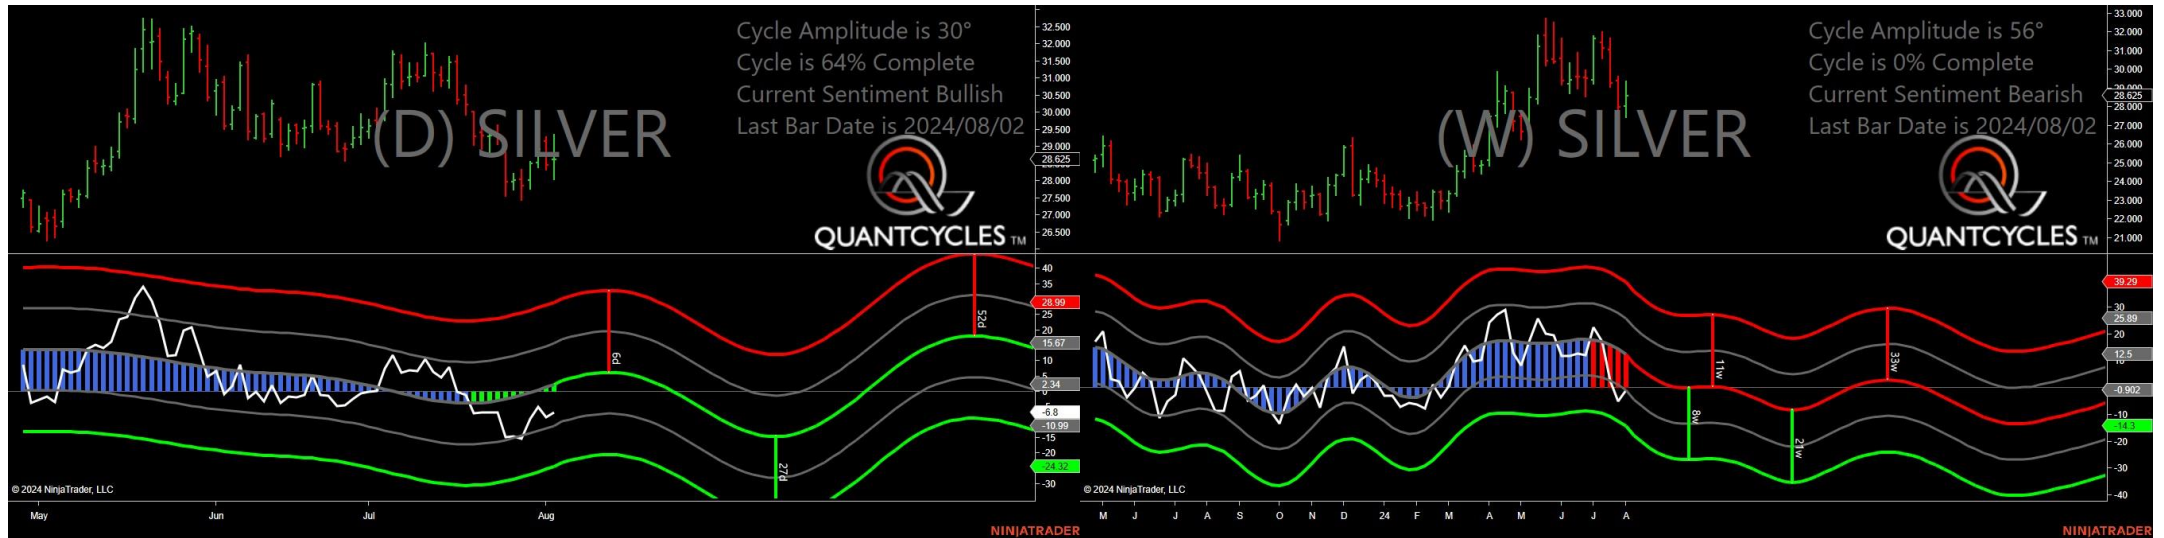 Cycle Amplitude is 30°
Cycle is 64% Complete
Current Sentiment Bullish
Last Bar Date is 2024/08/02
(D) SILVER
QUANTCYCLES TM
32.500
32.000
31.500
31.000
30.500
30.000
29.500
29.000
28.625
28.000
27.500
27.000
26.500
40
35
28.99
25
20
15.67
10
5
2.34
0
-6.8
-10.99
-15
-20
-24.32
-30
6d
27d
52d
© 2024 NinjaTrader, LLC
May Jun Jul Aug
NINJATRADER
Cycle Amplitude is 56°
Cycle is 0% Complete
Current Sentiment Bearish
Last Bar Date is 2024/08/02
(W) SILVER
QUANTCYCLES TM
33.000
32.000
31.000
30.000
29.000
28.625
28.000
27.000
26.000
25.000
24.000
23.000
22.000
21.000
39.29
30
25.89
20
12.5
-0.902
-10
-14.3
-20
-30
-40
11w
8w
21w
33w
© 2024 NinjaTrader, LLC
M J J A S O N D 24 F M A M J J A
NINJATRADER